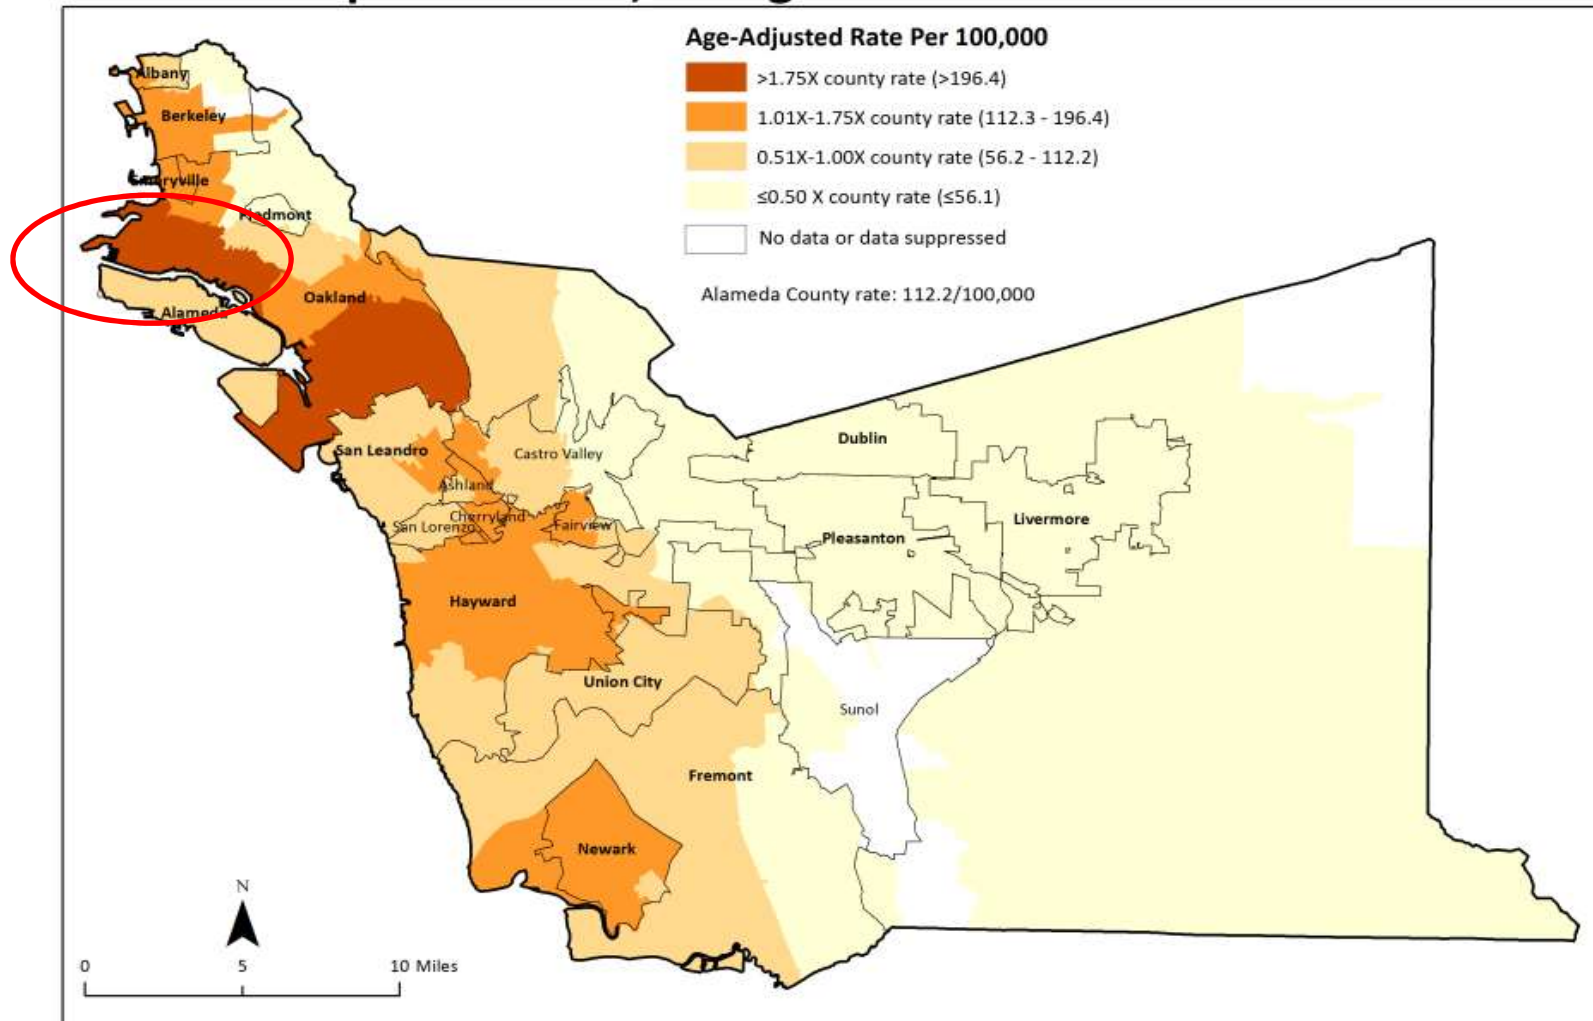 Age-Adjusted Rate Per 100,000
>1.75X county rate (>196.4)
1.01X-1.75X county rate (112.3 - 196.4)
0.51X-1.00X county rate (56.2 - 112.2)
≤0.50 X county rate (≤56.1)
No data or data suppressed
Alameda County rate: 112.2/100,000
Albany
Berkeley
Emeryville
Piedmont
Oakland
Alameda
San Leandro
Castro Valley
Ashland
Cherryland
San Lorenzo
Fairview
Dublin
Livermore
Pleasanton
Hayward
Union City
Sunol
Fremont
Newark
N
0 5 10 Miles